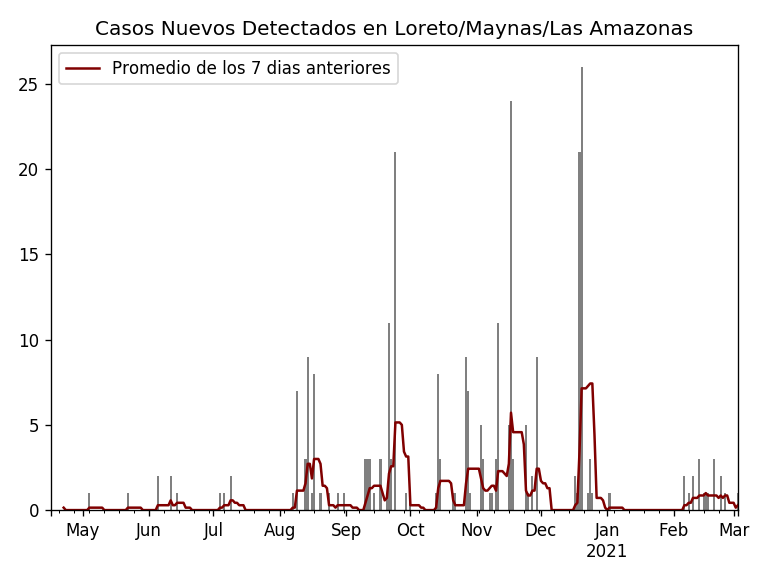 Casos Nuevos Detectados en Loreto/Maynas/Las Amazonas
Promedio de los 7 dias anteriores
25
20
15
10
5
0
May Jun Jul Aug Sep Oct Nov Dec Jan Feb Mar
2021